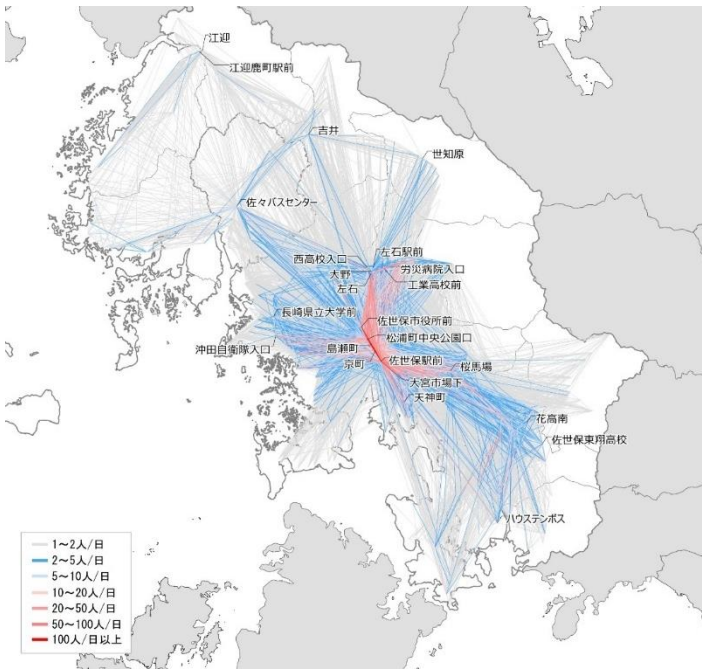 江迎
江迎鹿町駅前
吉井
世知原
佐々バスセンター
左石駅前
西高校入口
労災病院入口
大野
工業高校前
左石
長崎県立大学前
佐世保市役所前
松浦町中央公園口
沖田自衛隊入口
島瀬町
佐世保駅前
桜馬場
京町
大宮市場下
天神町
花高南
佐世保東翔高校
ハウステンボス
1～2人/日
2～5人/日
5～10人/日
10～20人/日
20～50人/日
50～100人/日
100人/日以上